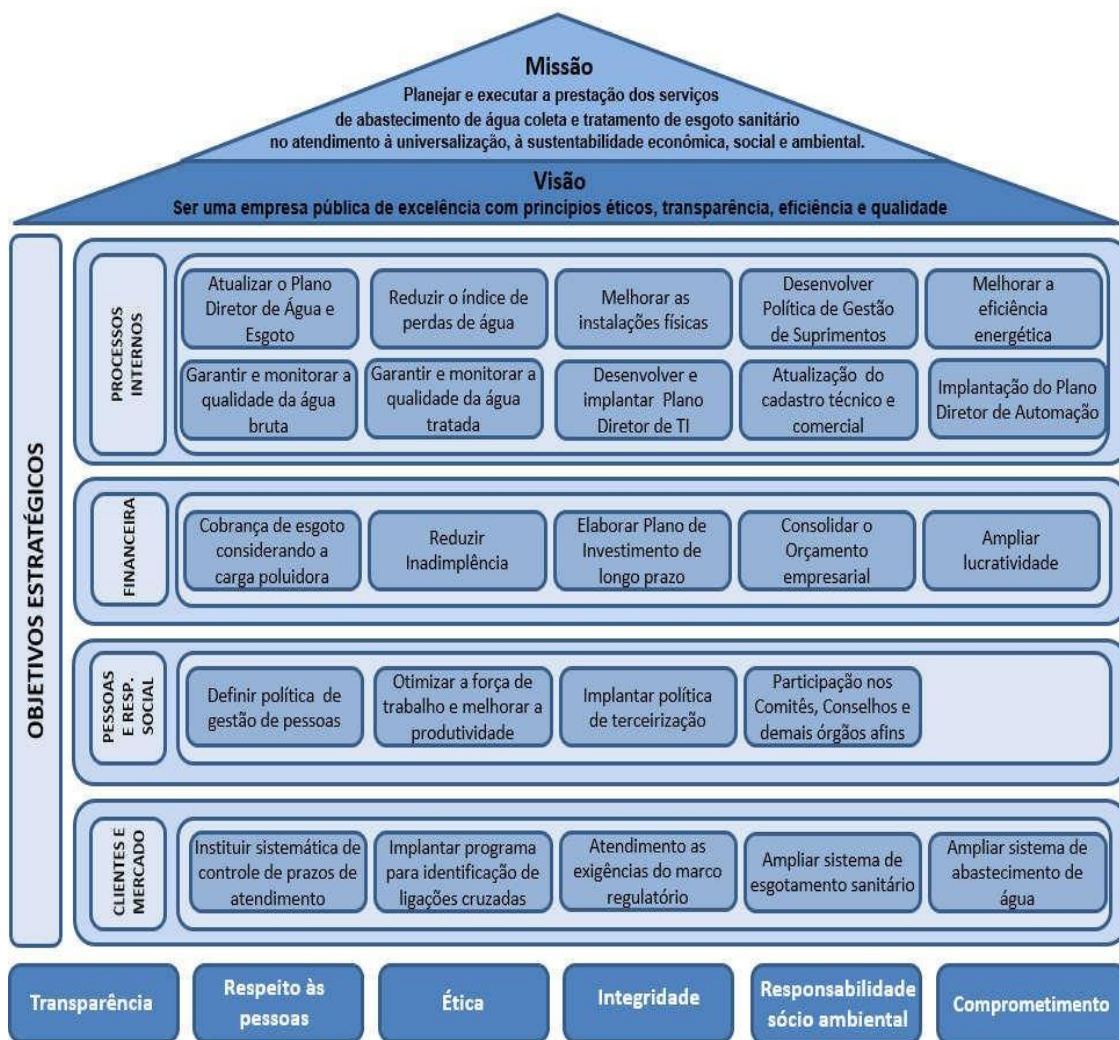 Missão
Planejar e executar a prestação dos serviços
de abastecimento de água coleta e tratamento de esgoto sanitário
no atendimento à universalização, à sustentabilidade econômica, social e ambiental.
Visão
Ser uma empresa pública de excelência com princípios éticos, transparência, eficiência e qualidade
OBJETIVOS ESTRATÉGICOS
PROCESSOS
INTERNOS
Atualizar o Plano
Diretor de Água e
Esgoto
Reduzir o índice de
perdas de água
Melhorar as
instalações físicas
Desenvolver
Política de Gestão
de Suprimentos
Melhorar a
eficiência
energética
Garantir e monitorar a
qualidade da água
bruta
Garantir e monitorar a
qualidade da água
tratada
Desenvolver e
implantar Plano
Diretor de TI
Atualização do
cadastro técnico e
comercial
Implantação do Plano
Diretor de Automação
FINANCEIRA
Cobrança de esgoto
considerando a
carga poluidora
Reduzir
Inadimplência
Elaborar Plano de
Investimento de
longo prazo
Consolidar o
Orçamento
empresarial
Ampliar
lucratividade
PESSOAS
E RESP.
SOCIAL
Definir política de
gestão de pessoas
Otimizar a força de
trabalho e melhorar a
produtividade
Implantar política
de terceirização
Participação nos
Comitês, Conselhos e
demais órgãos afins
CLIENTES E
MERCADO
Instituir sistemática de
controle de prazos de
atendimento
Implantar programa
para identificação de
ligações cruzadas
Atendimento as
exigências do marco
regulatório
Ampliar sistema de
esgotamento sanitário
Ampliar sistema de
abastecimento de
água
Transparência
Respeito às
pessoas
Ética
Integridade
Responsabilidade
sócio ambiental
Comprometimento